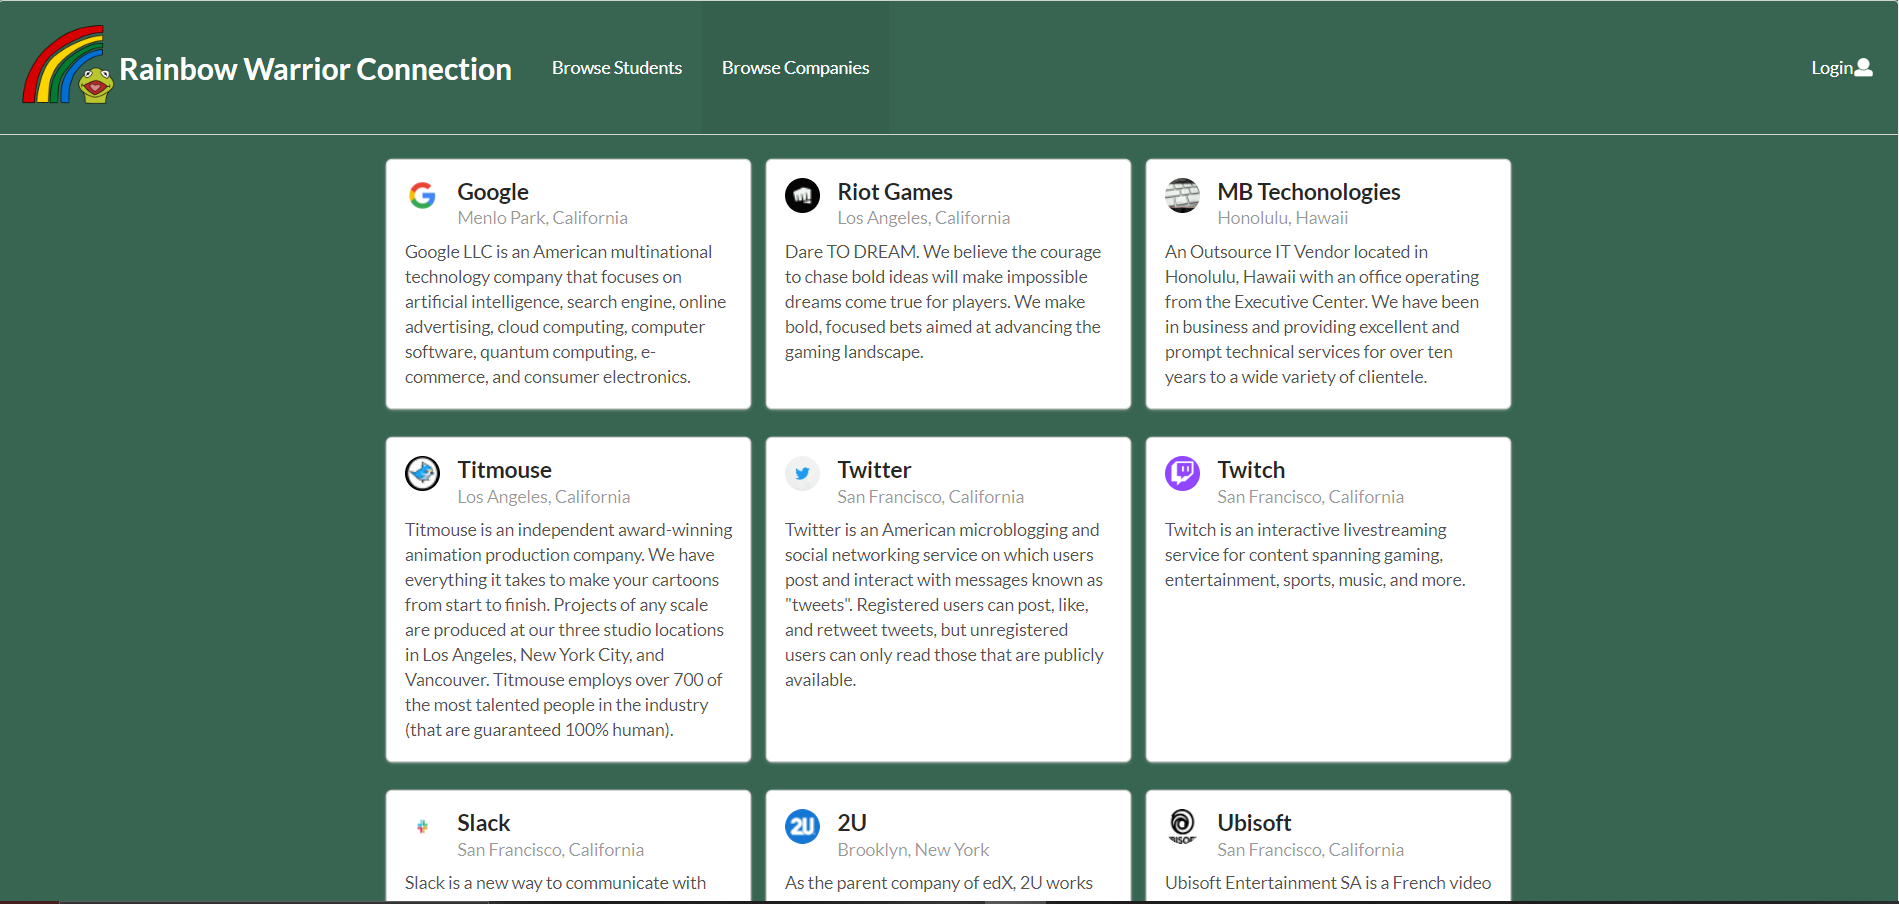 Rainbow Warrior Connection
Browse Students
Browse Companies
Login
Google
Menlo Park, California
Google LLC is an American multinational
technology company that focuses on
artificial intelligence, search engine, online
advertising, cloud computing, computer
software, quantum computing, e-
commerce, and consumer electronics.
Riot Games
Los Angeles, California
Dare TO DREAM. We believe the courage
to chase bold ideas will make impossible
dreams come true for players. We make
bold, focused bets aimed at advancing the
gaming landscape.
MB Techonologies
Honolulu, Hawaii
An Outsource IT Vendor located in
Honolulu, Hawaii with an office operating
from the Executive Center. We have been
in business and providing excellent and
prompt technical services for over ten
years to a wide variety of clientele.
Titmouse
Los Angeles, California
Titmouse is an independent award-winning
animation production company. We have
everything it takes to make your cartoons
from start to finish. Projects of any scale
are produced at our three studio locations
in Los Angeles, New York City, and
Vancouver. Titmouse employs over 700 of
the most talented people in the industry
(that are guaranteed 100% human).
Twitter
San Francisco, California
Twitter is an American microblogging and
social networking service on which users
post and interact with messages known as
"tweets". Registered users can post, like,
and retweet tweets, but unregistered
users can only read those that are publicly
available.
Twitch
San Francisco, California
Twitch is an interactive livestreaming
service for content spanning gaming,
entertainment, sports, music, and more.
Slack
San Francisco, California
Slack is a new way to communicate with
2U
2U
Brooklyn, New York
As the parent company of edX, 2U works
Ubisoft
San Francisco, California
Ubisoft Entertainment SA is a French video